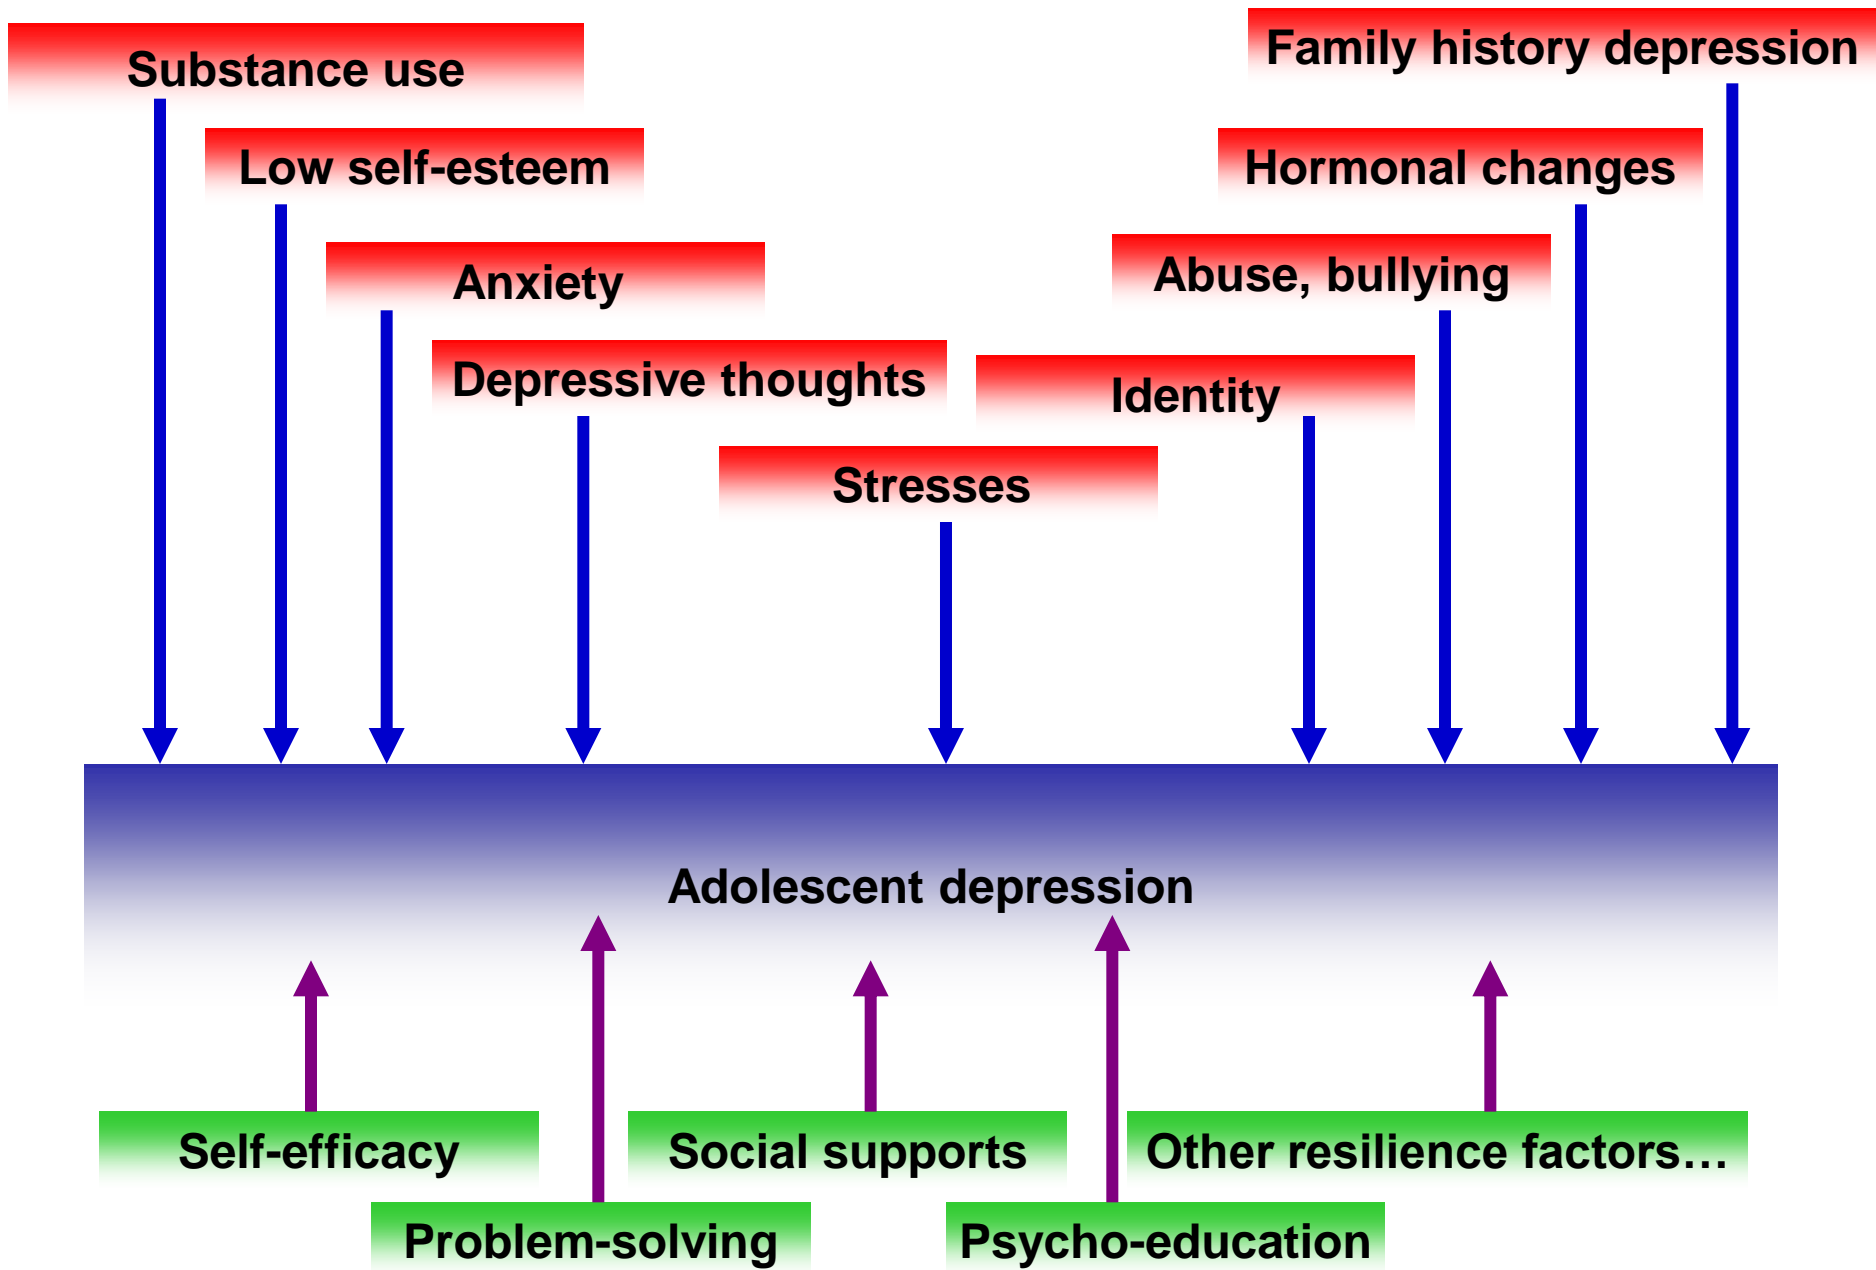 Substance use
Family history depression
Low self-esteem
Hormonal changes
Anxiety
Abuse, bullying
Depressive thoughts
Identity
Stresses
Adolescent depression
Self-efficacy
Social supports
Other resilience factors…
Problem-solving
Psycho-education